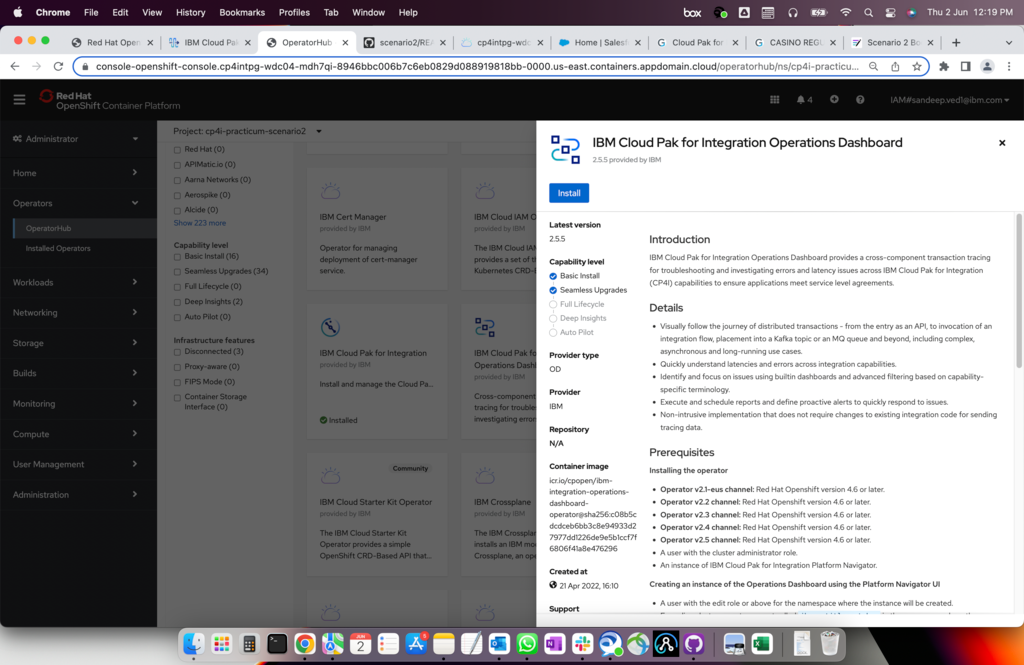 Chrome File Edit View History Bookmarks Profiles Tab Window Help
box Thu 2 Jun 12:19 PM
Red Hat Open
IBM Cloud Pak
OperatorHub
scenario2/REA
cp4intpg-wdc
Home | Salesf
Cloud Pak for
CASINO REGU
Scenario 2 Bo
console-openshift-console.cp4intpg-wdc04-mdh7qi-8946bbc006b7c6eb0829d088919818bb-0000.us-east.containers.appdomain.cloud/operatorhub/ns/cp4i-practicu...
Red Hat
OpenShift Container Platform
4
IAM#sandeep.ved1@ibm.com
Administrator
Home
Operators
OperatorHub
Installed Operators
Workloads
Networking
Storage
Builds
Monitoring
Compute
User Management
Administration
Project: cp4i-practicum-scenario2
Red Hat (0)
APIMatic.io (0)
Aarna Networks (0)
Aerospike (0)
Alcide (0)
Show 223 more
Capability level
Basic Install (16)
Seamless Upgrades (34)
Full Lifecycle (0)
Deep Insights (2)
Auto Pilot (0)
Infrastructure features
Disconnected (3)
Proxy-aware (0)
FIPS Mode (0)
Container Storage
Interface (0)
IBM Cert Manager
provided by IBM
Operator for managing
deployment of cert-manager
service.
IBM Cloud IAM O
provided by IBM
The IBM Cloud IA
provides a set of t
Kubernetes CRD-E
IBM Cloud Pak for Integration
provided by IBM
Install and manage the Cloud Pa...
Installed
IBM Cloud Pak fo
Operations Dashb
provided by IBM
Cross-component
tracing for trouble
investigating error
Community
IBM Cloud Starter Kit Operator
provided by IBM
The IBM Cloud Starter Kit
Operator provides a simple
OpenShift CRD-Based API that...
IBM Crossplane
provided by IBM
The IBM Crosspla
installs an IBM mo
Crossplane, an ope
IBM Cloud Pak for Integration Operations Dashboard
2.5.5 provided by IBM
Install
Latest version
2.5.5
Capability level
Basic Install
Seamless Upgrades
Full Lifecycle
Deep Insights
Auto Pilot
Provider type
OD
Provider
IBM
Repository
N/A
Container image
icr.io/cpopen/ibm-
integration-operations-
dashboard-
operator@sha256:c08b5c
dcdceb6bb3c8e94933d2
7977dd1226de9e5b1ccf7f
6806f41a8e476296
Created at
21 Apr 2022, 16:10
Support
Introduction
IBM Cloud Pak for Integration Operations Dashboard provides a cross-component transaction tracing
for troubleshooting and investigating errors and latency issues across IBM Cloud Pak for Integration
(CP4I) capabilities to ensure applications meet service level agreements.
Details
• Visually follow the journey of distributed transactions - from the entry as an API, to invocation of an
integration flow, placement into a Kafka topic or an MQ queue and beyond, including complex,
asynchronous and long-running use cases.
• Quickly understand latencies and errors across integration capabilities.
• Identify and focus on issues using builtin dashboards and advanced filtering based on capability-
specific terminology.
• Execute and schedule reports and define proactive alerts to quickly respond to issues.
• Non-intrusive implementation that does not require changes to existing integration code for sending
tracing data.
Prerequisites
Installing the operator
• Operator v2.1-eus channel: Red Hat Openshift version 4.6 or later.
• Operator v2.2 channel: Red Hat Openshift version 4.6 or later.
• Operator v2.3 channel: Red Hat Openshift version 4.6 or later.
• Operator v2.4 channel: Red Hat Openshift version 4.6 or later.
• Operator v2.5 channel: Red Hat Openshift version 4.6 or later.
• A user with the cluster administrator role.
• An instance of IBM Cloud Pak for Integration Platform Navigator.
Creating an instance of the Operations Dashboard using the Platform Navigator UI
• A user with the edit role or above for the namespace where the instance will be created.
JUN
2